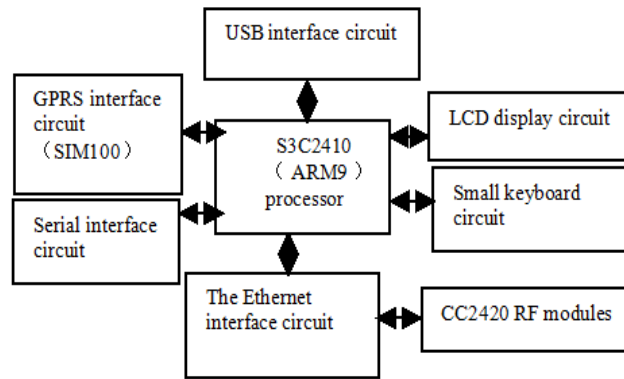 USB interface circuit
GPRS interface
circuit
（SIM100）
S3C2410
（ARM9）
processor
LCD display circuit
Small keyboard
circuit
Serial interface
circuit
The Ethernet
interface circuit
CC2420 RF modules